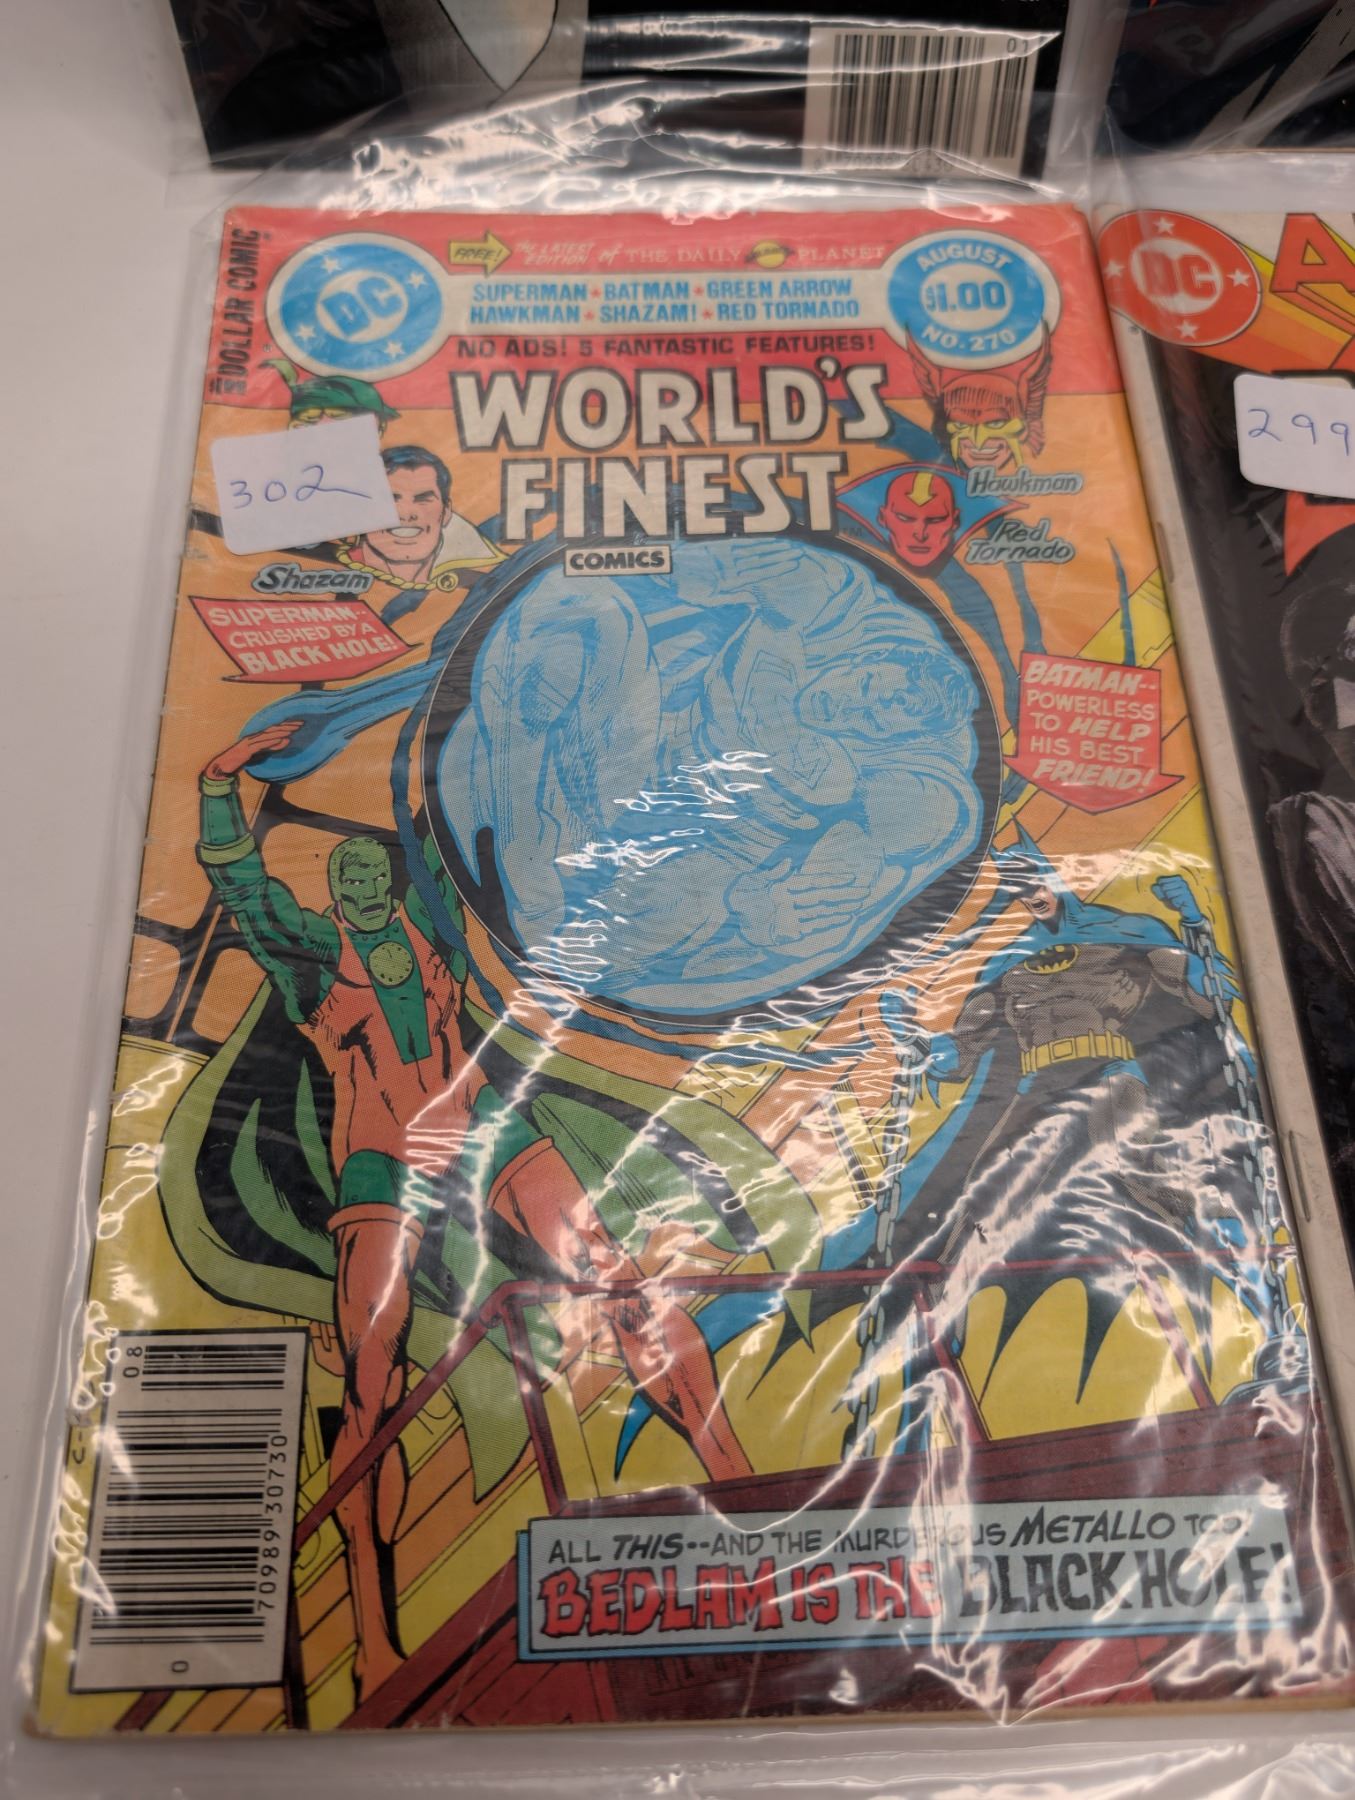 01
DOLLAR COMIC
DC
FREE!
THE LATEST
EDITION of THE DAILY PLANET
SUPERMAN ★ BATMAN ★ GREEN ARROW
HAWKMAN ★ SHAZAM! ★ RED TORNADO
AUGUST
$1.00
NO. 270
NO ADS! 5 FANTASTIC FEATURES!
WORLD'S
FINEST
COMICS
302
Shazam
Hawkman
Red
Tornado
SUPERMAN--
CRUSHED BY A
BLACK HOLE!
BATMAN--
POWERLESS
TO HELP
HIS BEST
FRIEND!
S
08
70989 30730
0
ALL THIS--AND THE MURDEROUS METALLO TOO!
BEDLAM IS THE BLACK HOLE!
DC
A
299